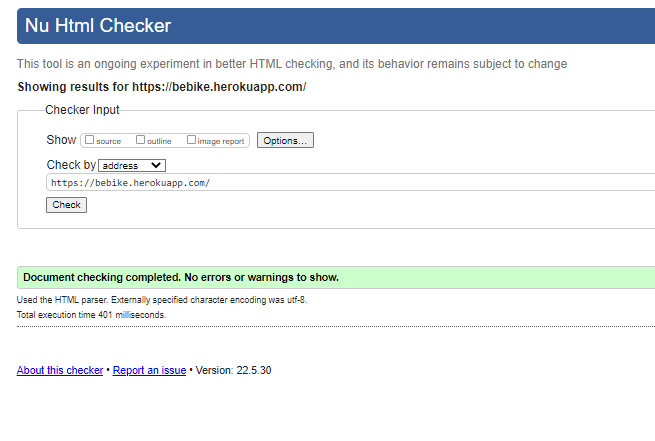 Nu Html Checker
This tool is an ongoing experiment in better HTML checking, and its behavior remains subject to change
Showing results for https://bebike.herokuapp.com/
Checker Input
Show source outline image report Options...
Check by address
https://bebike.herokuapp.com/
Check
Document checking completed. No errors or warnings to show.
Used the HTML parser. Externally specified character encoding was utf-8.
Total execution time 401 milliseconds.
About this checker • Report an issue • Version: 22.5.30